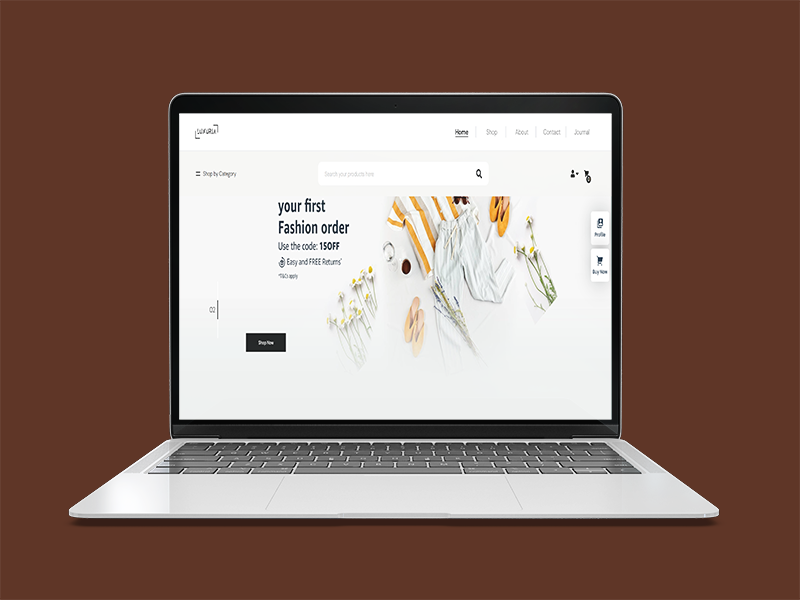 Home
Shop
About
Contact
Journal
Shop by Category
Search your products here
0
your first
Fashion order
Use the code: 15OFF
Easy and FREE Returns*
*T&Cs apply
Profile
Buy Now
02
Shop Now